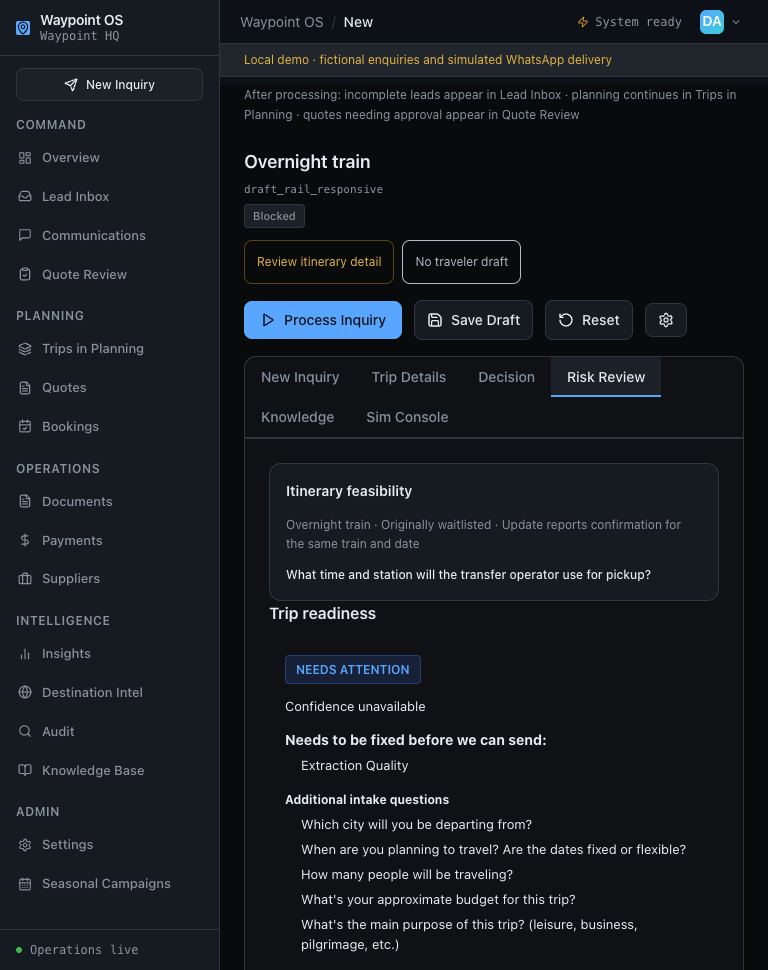 Waypoint OS
Waypoint HQ
New Inquiry
COMMAND
Overview
Lead Inbox
Communications
Quote Review
PLANNING
Trips in Planning
Quotes
Bookings
OPERATIONS
Documents
Payments
Suppliers
INTELLIGENCE
Insights
Destination Intel
Audit
Knowledge Base
ADMIN
Settings
Seasonal Campaigns
Operations live
Waypoint OS / New
System ready
DA
Local demo · fictional enquiries and simulated WhatsApp delivery
After processing: incomplete leads appear in Lead Inbox · planning continues in Trips in
Planning · quotes needing approval appear in Quote Review
Overnight train
draft_rail_responsive
Blocked
Review itinerary detail
No traveler draft
Process Inquiry
Save Draft
Reset
New Inquiry
Trip Details
Decision
Risk Review
Knowledge
Sim Console
Itinerary feasibility
Overnight train · Originally waitlisted · Update reports confirmation for
the same train and date
What time and station will the transfer operator use for pickup?
Trip readiness
NEEDS ATTENTION
Confidence unavailable
Needs to be fixed before we can send:
Extraction Quality
Additional intake questions
Which city will you be departing from?
When are you planning to travel? Are the dates fixed or flexible?
How many people will be traveling?
What's your approximate budget for this trip?
What's the main purpose of this trip? (leisure, business,
pilgrimage, etc.)